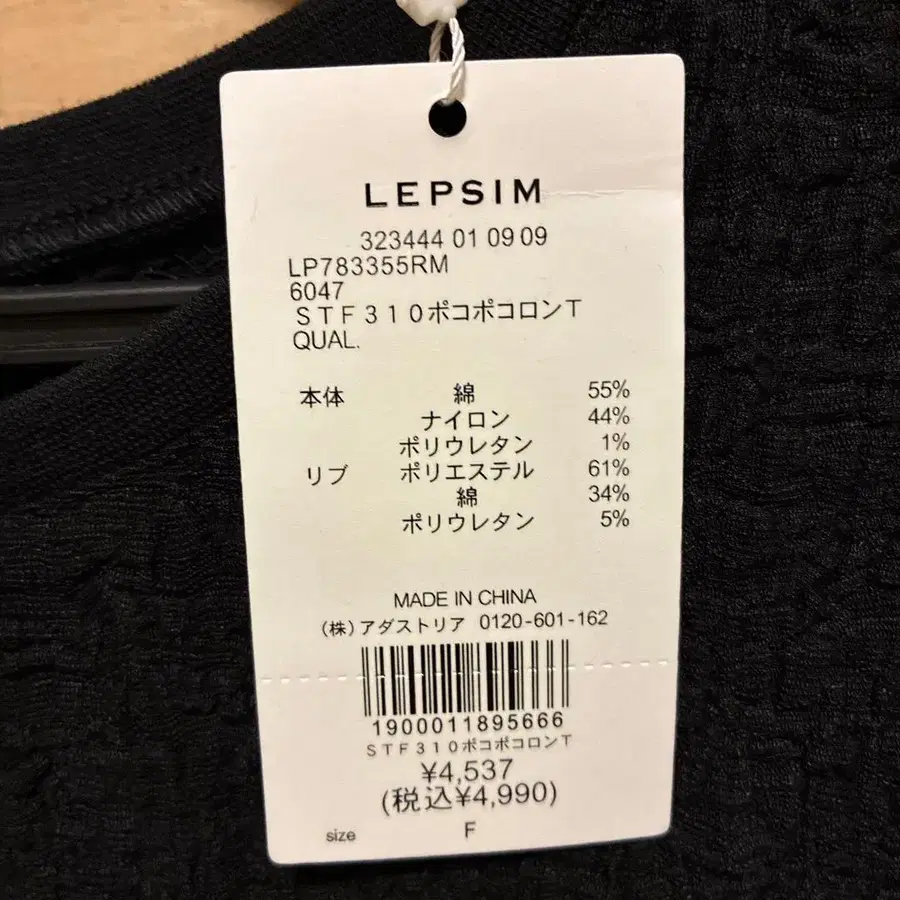 LEPSIM
323444 01 09 09
LP783355RM
6047
ＳＴＦ３１０ポコポコロンＴ
QUAL.
本体 綿 55%
ナイロン 44%
ポリウレタン 1%
リブ ポリエステル 61%
綿 34%
ポリウレタン 5%
MADE IN CHINA
(株)アダストリア 0120-601-162
1900011895666
ＳＴＦ３１０ポコポコロンＴ
¥4,537
(税込¥4,990)
size F